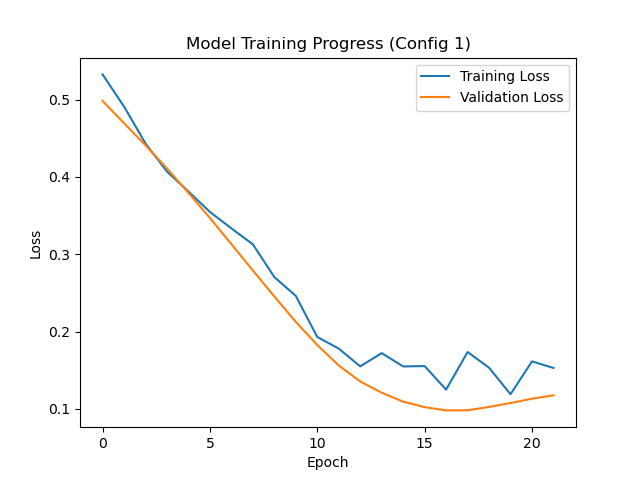 Model Training Progress (Config 1)
Training Loss
Validation Loss
Loss
0.5
0.4
0.3
0.2
0.1
0 5 10 15 20
Epoch